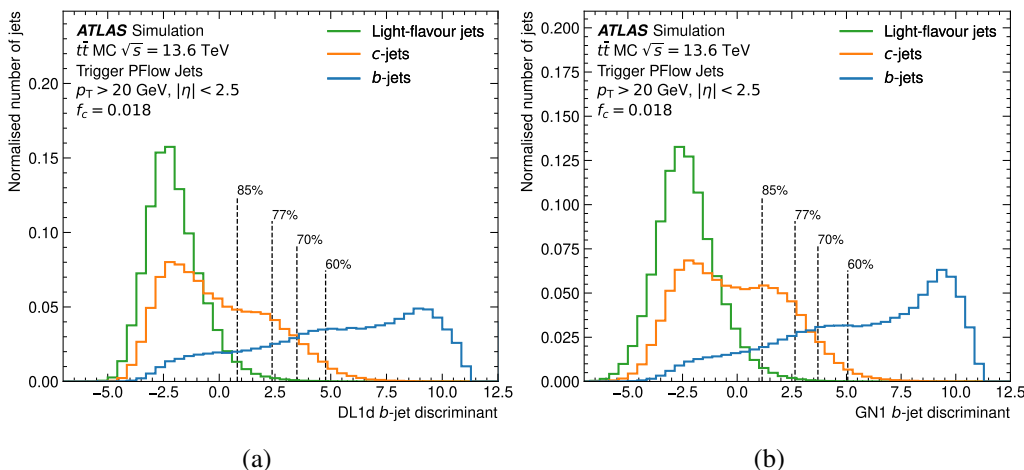 ATLAS Simulation
tt̄ MC √s = 13.6 TeV
Trigger PFlow Jets
pT > 20 GeV, |η| < 2.5
fc = 0.018
Light-flavour jets
c-jets
b-jets
Normalised number of jets
0.20
0.15
0.10
0.05
0.00
85%
77%
70%
60%
−5.0 −2.5 0.0 2.5 5.0 7.5 10.0 12.5
DL1d b-jet discriminant
(a)
ATLAS Simulation
tt̄ MC √s = 13.6 TeV
Trigger PFlow Jets
pT > 20 GeV, |η| < 2.5
fc = 0.018
Light-flavour jets
c-jets
b-jets
Normalised number of jets
0.200
0.175
0.150
0.125
0.100
0.075
0.050
0.025
0.000
85%
77%
70%
60%
−5.0 −2.5 0.0 2.5 5.0 7.5 10.0 12.5
GN1 b-jet discriminant
(b)